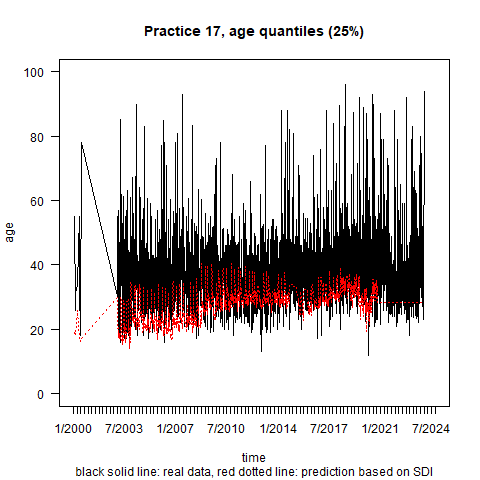 Practice 17, age quantiles (25%)
age
100
80
60
40
20
0
1/2000 7/2003 1/2007 7/2010 1/2014 7/2017 1/2021 7/2024
time
black solid line: real data, red dotted line: prediction based on SDI